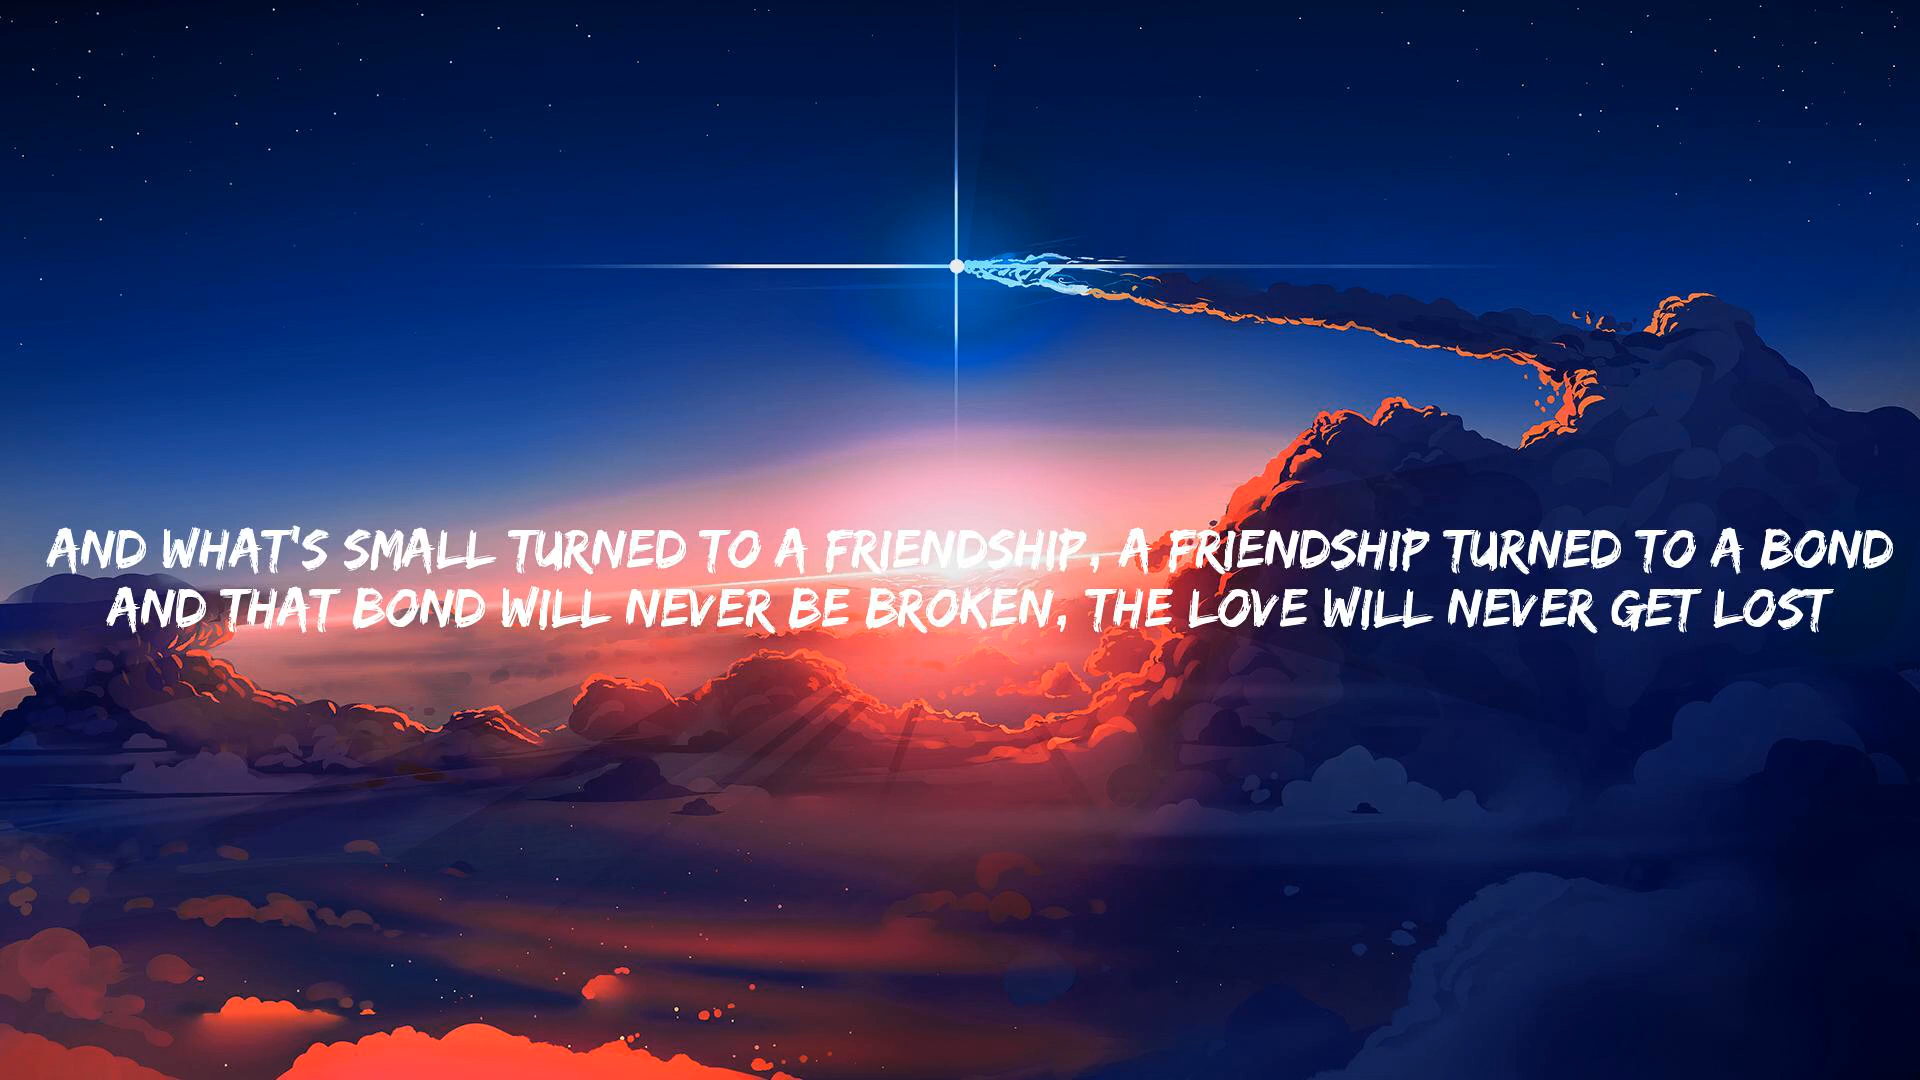 AND WHAT'S SMALL TURNED TO A FRIENDSHIP, A FRIENDSHIP TURNED TO A BOND
AND THAT BOND WILL NEVER BE BROKEN, THE LOVE WILL NEVER GET LOST